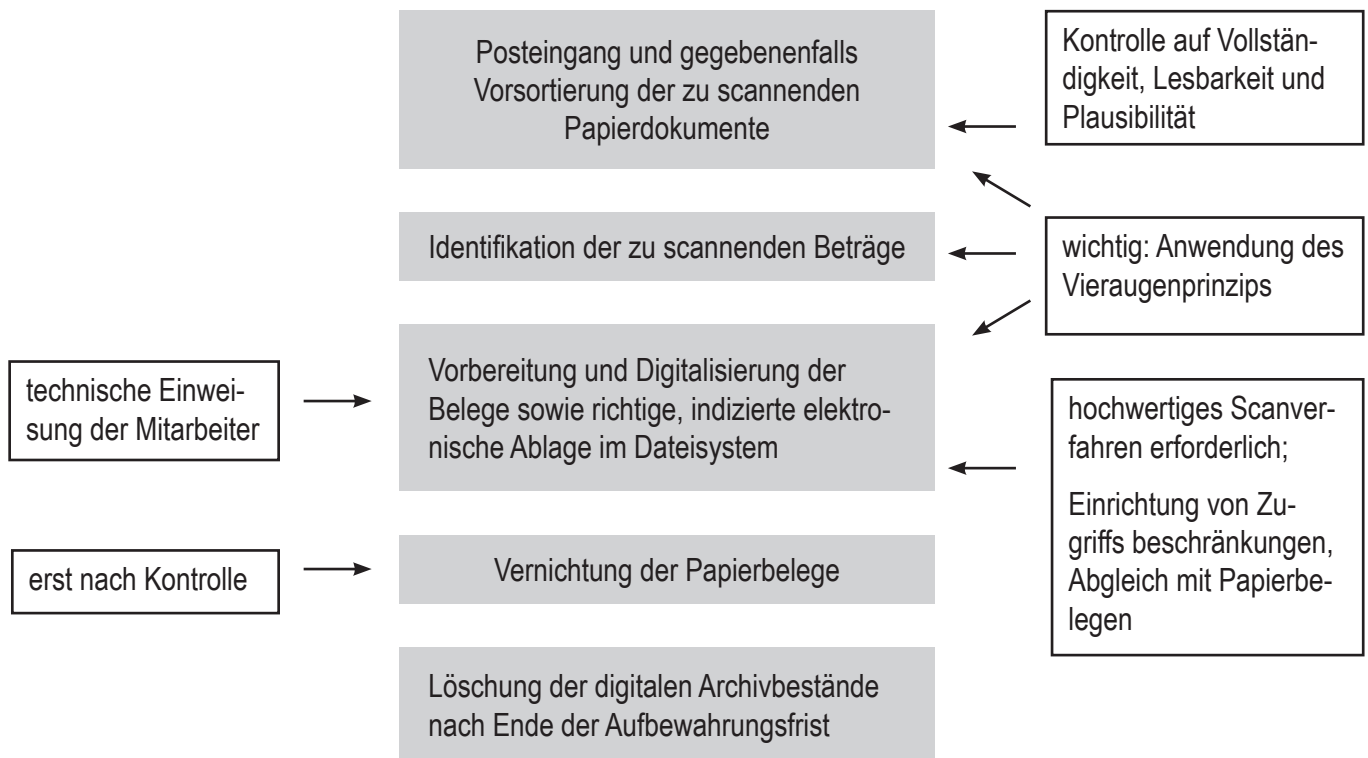 Posteingang und gegebenenfalls
Vorsortierung der zu scannenden
Papierdokumente
Kontrolle auf Vollstän-
digkeit, Lesbarkeit und
Plausibilität
Identifikation der zu scannenden Beträge
wichtig: Anwendung des
Vieraugenprinzips
technische Einwei-
sung der Mitarbeiter
Vorbereitung und Digitalisierung der
Belege sowie richtige, indizierte elektro-
nische Ablage im Dateisystem
hochwertiges Scanver-
fahren erforderlich;
Einrichtung von Zu-
griffs beschränkungen,
Abgleich mit Papierbe-
legen
erst nach Kontrolle
Vernichtung der Papierbelege
Löschung der digitalen Archivbestände
nach Ende der Aufbewahrungsfrist